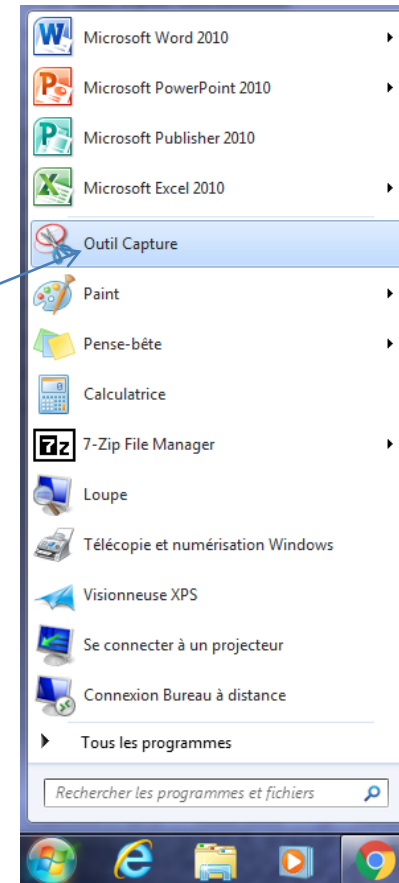 Microsoft Word 2010
Microsoft PowerPoint 2010
Microsoft Publisher 2010
Microsoft Excel 2010
Outil Capture
Paint
Pense-bête
Calculatrice
7z 7-Zip File Manager
Loupe
Télécopie et numérisation Windows
Visionneuse XPS
Se connecter à un projecteur
Connexion Bureau à distance
Tous les programmes
Rechercher les programmes et fichiers